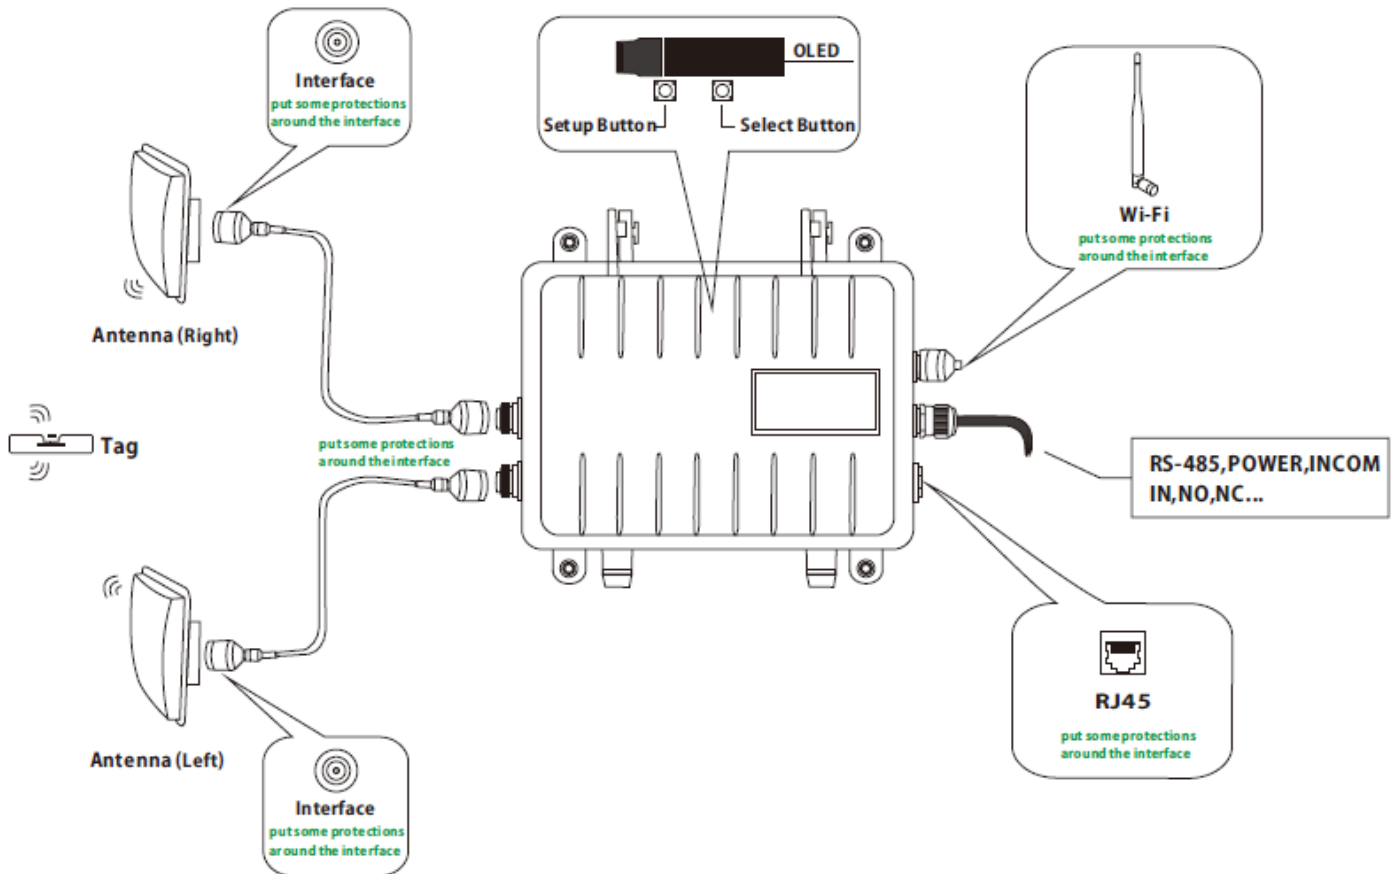 Interface
put some protections
around the interface
OLED
Setup Button
Select Button
Wi-Fi
put some protections
around the interface
Antenna (Right)
Tag
put some protections
around the interface
RS-485,POWER,INCOM
IN,NO,NC...
RJ45
put some protections
around the interface
Antenna (Left)
Interface
put some protections
around the interface